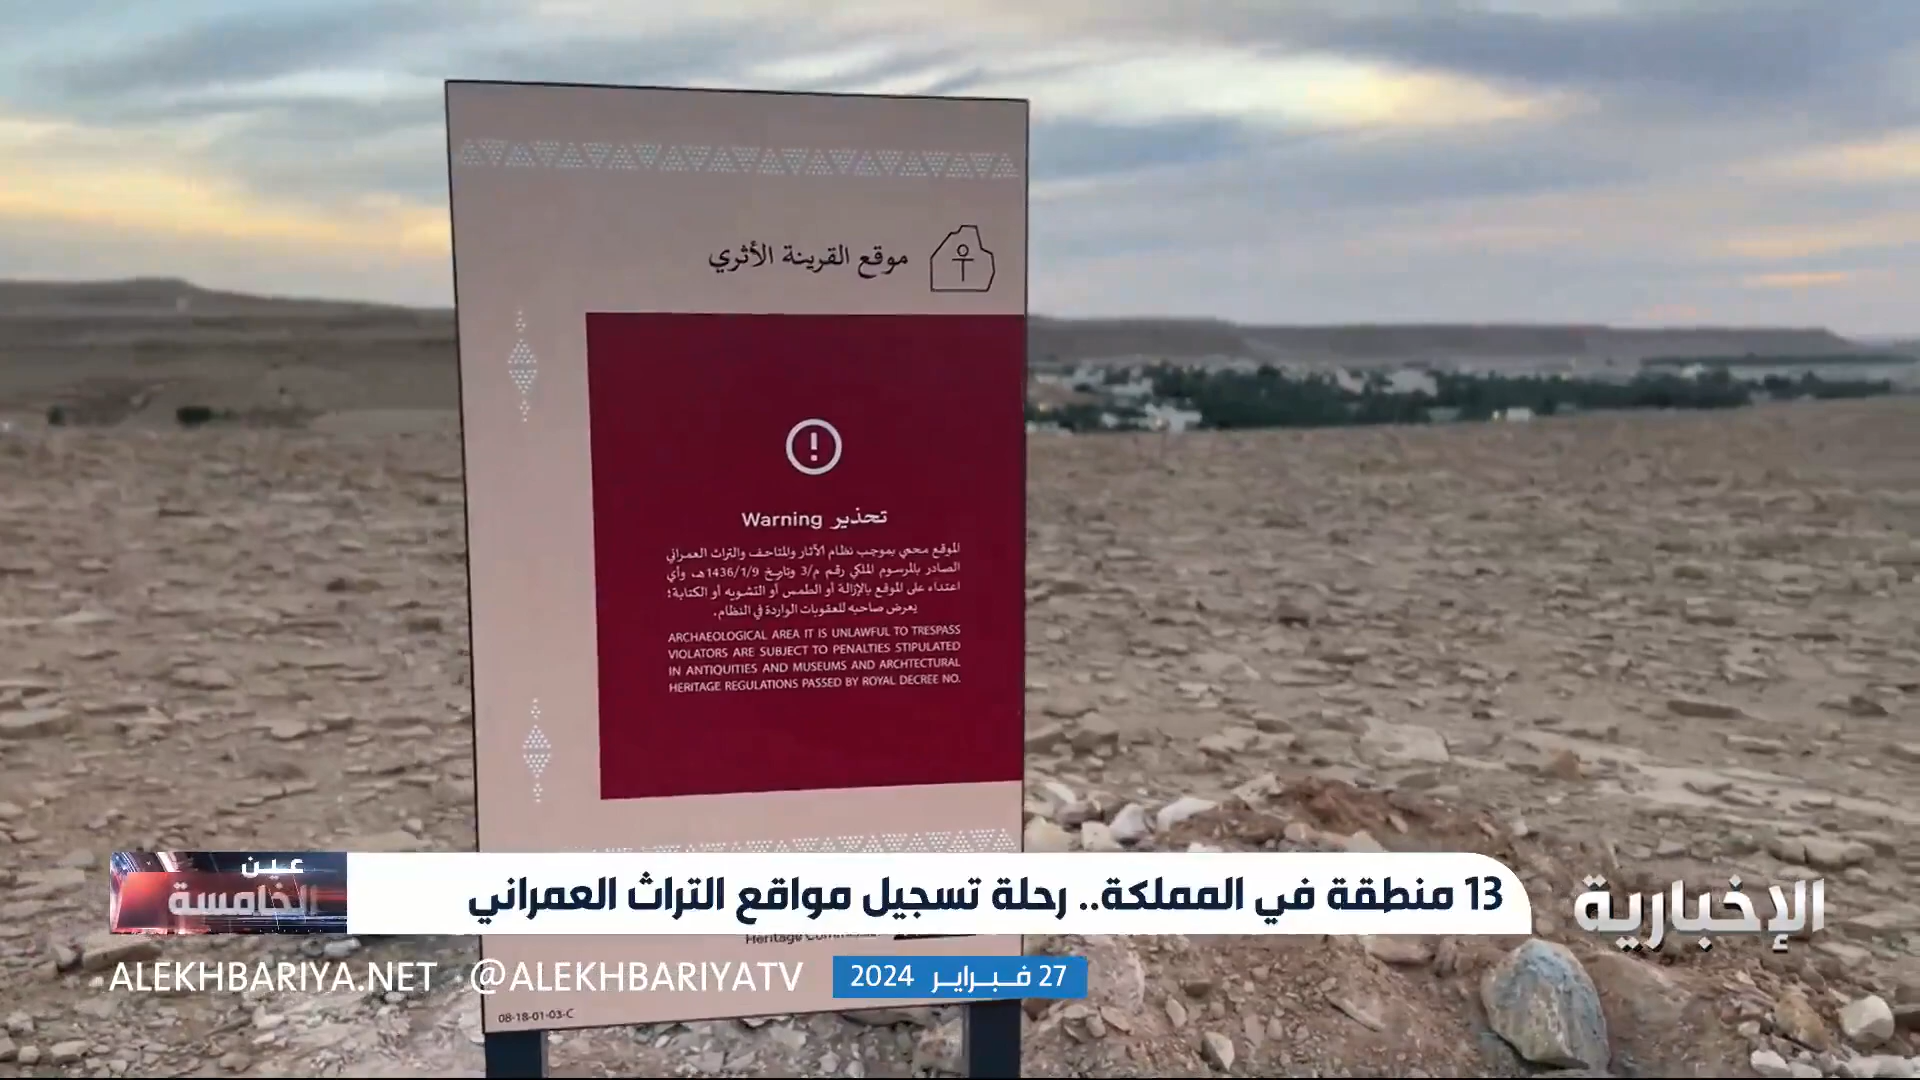 موقع القرينة الأثري
تحذير Warning
الموقع محمي بموجب نظام الآثار والمتاحف والتراث العمراني
الصادر بالمرسوم الملكي رقم م/3 وتاريخ 1436/1/9هـ، وأي
اعتداء على الموقع بالإزالة أو الطمس أو التشويه أو الكتابة؛
يعرض صاحبه للعقوبات الواردة في النظام.
ARCHAEOLOGICAL AREA IT IS UNLAWFUL TO TRESPASS
VIOLATORS ARE SUBJECT TO PENALTIES STIPULATED
IN ANTIQUITIES AND MUSEUMS AND ARCHTECTURAL
HERITAGE REGULATIONS PASSED BY ROYAL DECREE NO.
عين
الخامسة
13 منطقة في المملكة.. رحلة تسجيل مواقع التراث العمراني
الإخبارية
Heritage
ALEKHBARIYA.NET @ALEKHBARIYATV 27 فبراير 2024
08-18-01-03-C